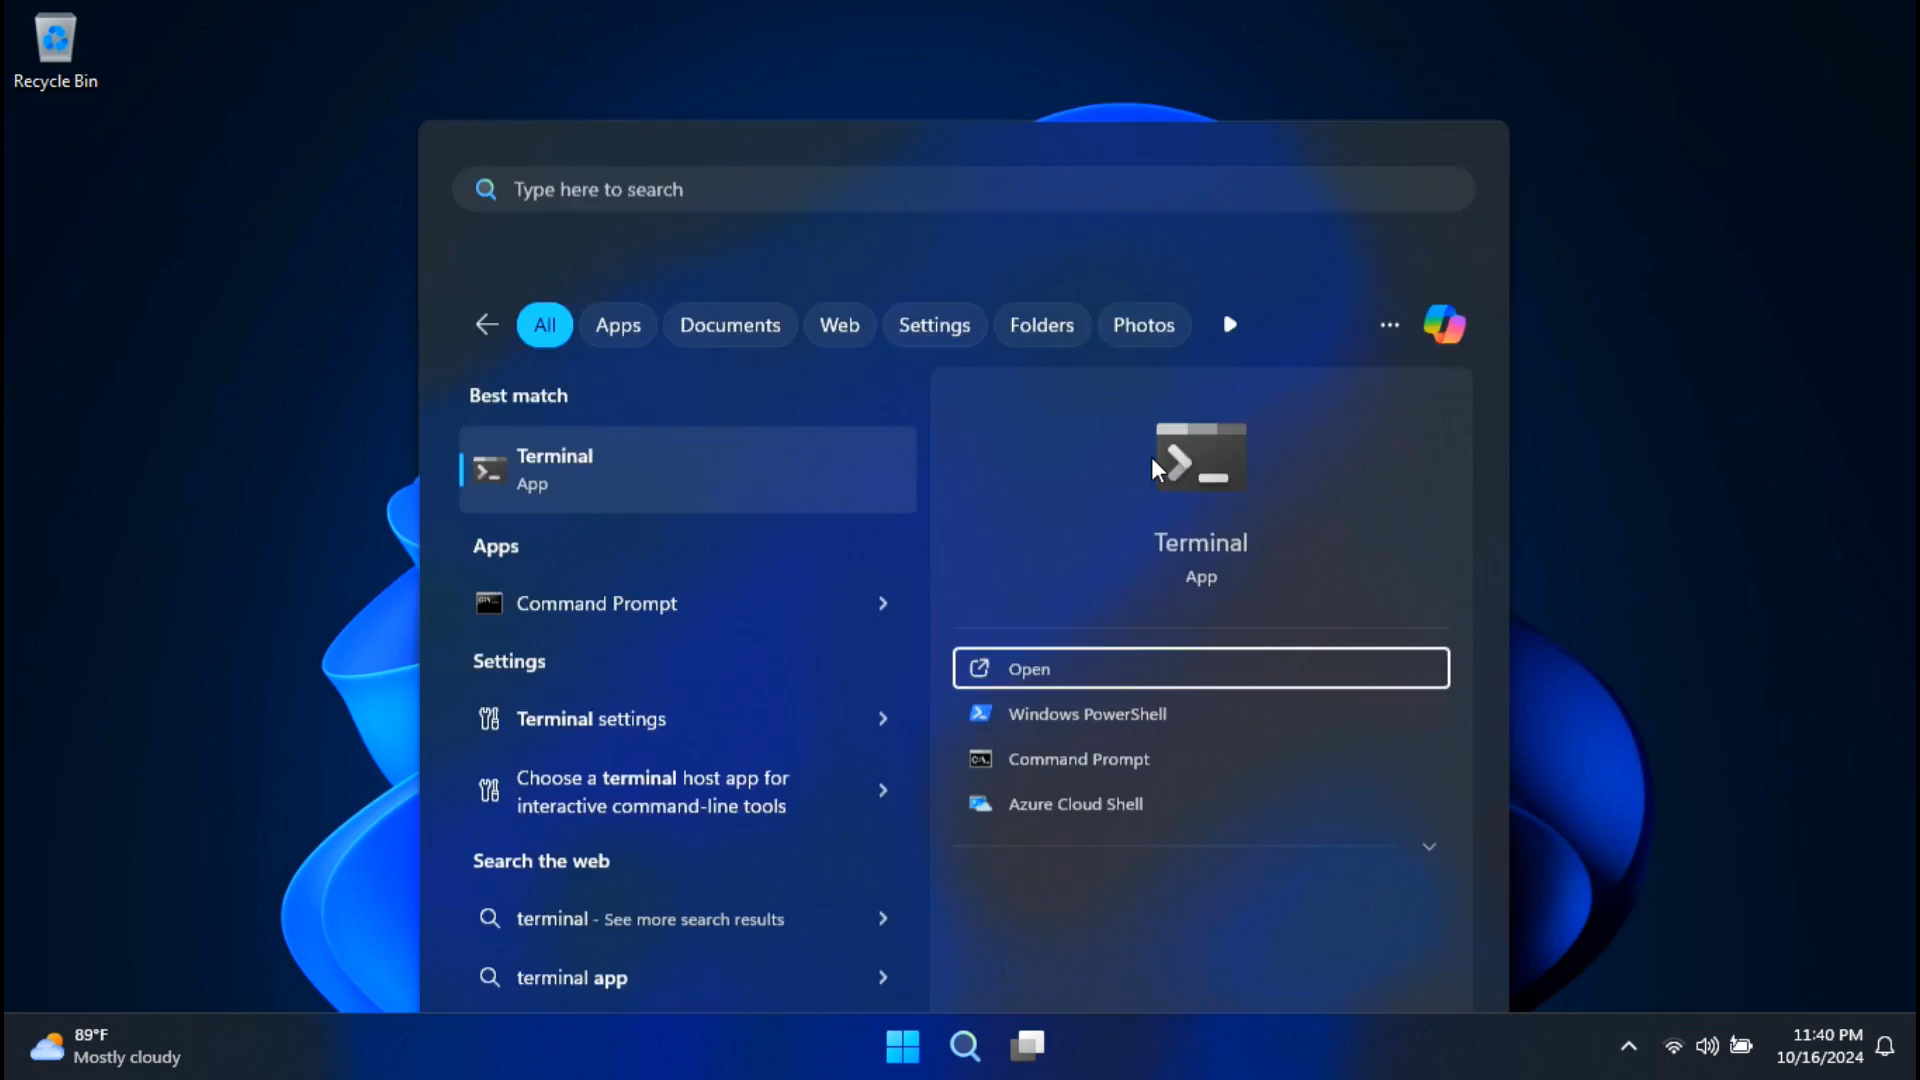 Recycle Bin
Type here to search
All
Apps
Documents
Web
Settings
Folders
Photos
Best match
Terminal
App
Apps
Command Prompt
Settings
Terminal settings
Choose a terminal host app for
interactive command-line tools
Search the web
terminal - See more search results
terminal app
Terminal
App
Open
Windows PowerShell
Command Prompt
Azure Cloud Shell
89°F
Mostly cloudy
11:40 PM
10/16/2024